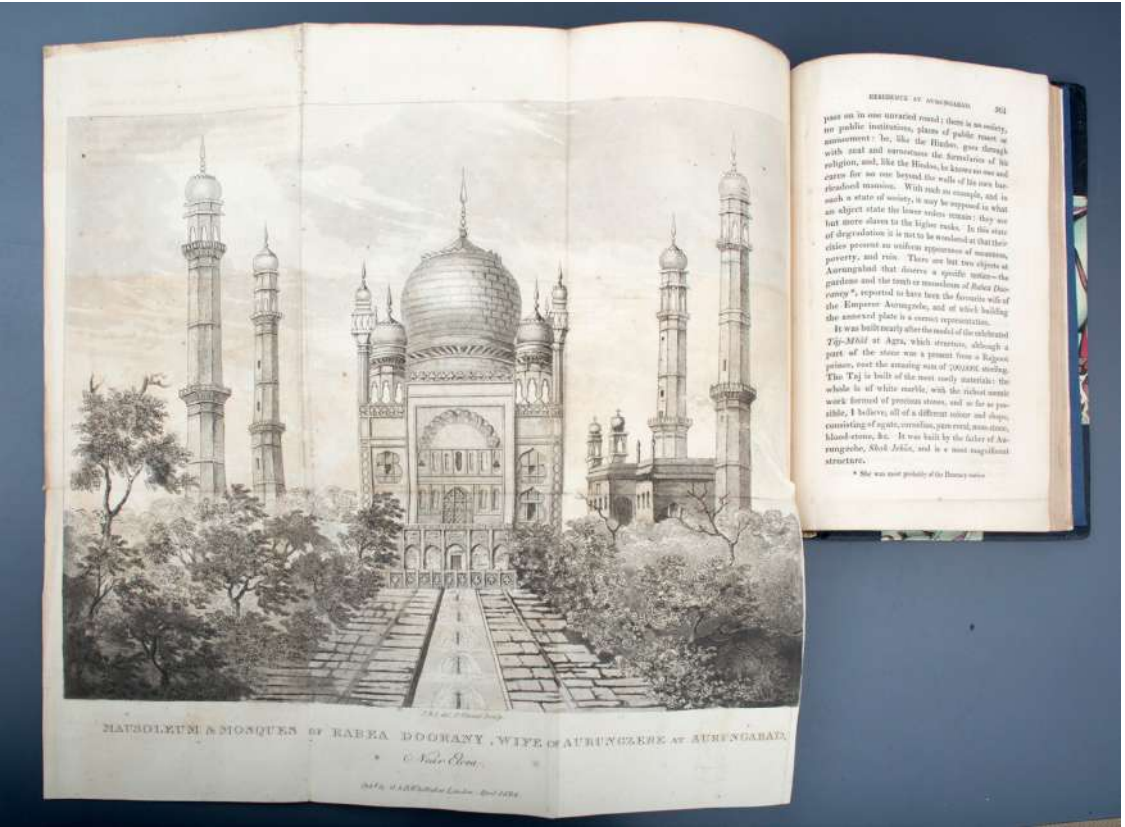 MAUSOLEUM & MOSQUES OF RABEA DOORANY, WIFE OF AURUNGZEBE AT AURUNGABAD,
Near Elora.
London, April 1824.
RESIDENCE AT AURUNGABAD. 361
pass on in one unvaried round; there is no society,
no public institutions, places of public resort or
amusement: he, like the Hindoo, goes through
with zeal and earnestness the formularies of his
religion, and, like the Hindoo, he knows no one and
cares for no one beyond the walls of his own bar-
ricadoed mansion. With such an example, and in
such a state of society, it may be supposed in what
an abject state the lower orders remain: they are
but mere slaves to the higher ranks. In this state
of degradation it is not to be wondered at that their
cities present an uniform appearance of meanness,
poverty, and ruin. There are but two objects at
Aurungabad that deserve a specific notice—the
gardens and the tomb or mausoleum of Rabea Doo-
raney *, reported to have been the favourite wife of
the Emperor Aurungzebe, and of which building
the annexed plate is a correct representation.
It was built nearly after the model of the celebrated
Táj-Mhäl at Agra, which structure, although a
part of the stone was a present from a Rajpoot
prince, cost the amazing sum of 700,000l. sterling.
The Taj is built of the most costly materials: the
whole is of white marble, with the richest mosaic
work formed of precious stones, and as far as pos-
sible, I believe, all of a different colour and shape,
consisting of agate, cornelian, pure coral, moss-stone,
blood-stone, &c. It was built by the father of Au-
rungzebe, Shah Jehán, and is a most magnificent
structure.
* She was most probably of the Dooraney